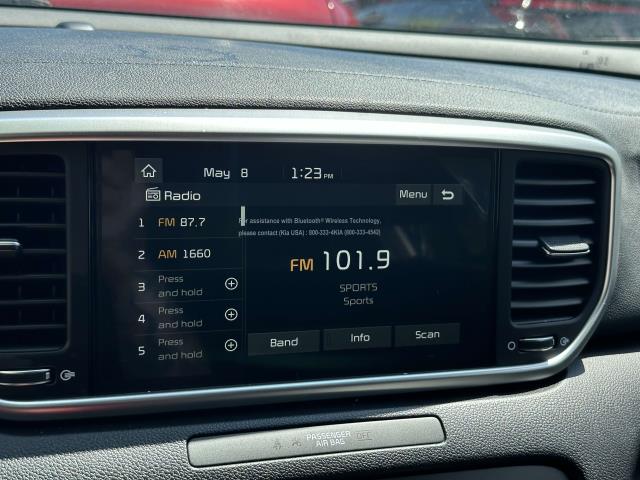 May 8 1:23 PM
Radio Menu
1 FM 87.7
For assistance with Bluetooth® Wireless Technology,
please contact (Kia USA) : 800-333-4KIA (800-333-4542)
2 AM 1660
FM 101.9
3 Press
and hold
SPORTS
Sports
4 Press
and hold
5 Press
and hold
Band Info Scan
PASSENGER
AIR BAG OFF